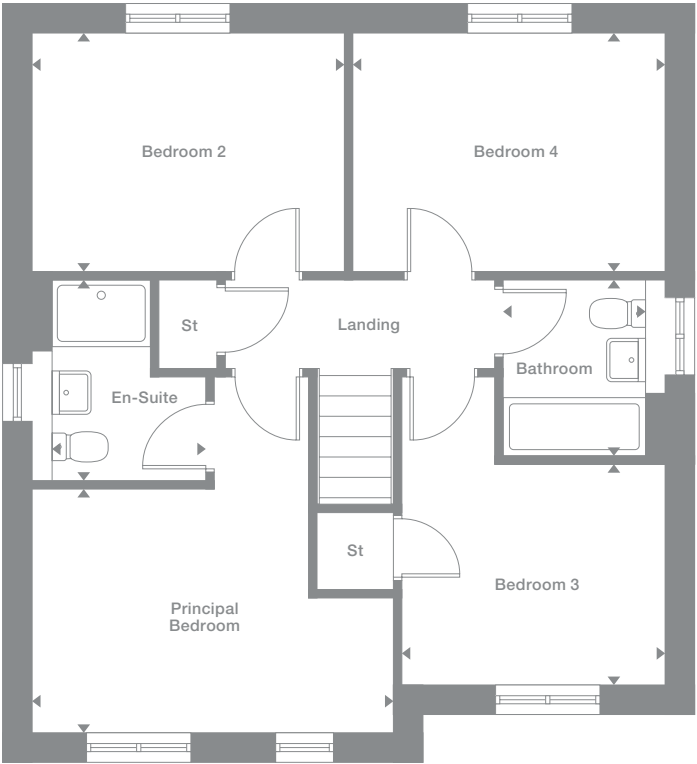 Bedroom 2
Bedroom 4
St
Landing
Bathroom
En-Suite
St
Bedroom 3
Principal
Bedroom